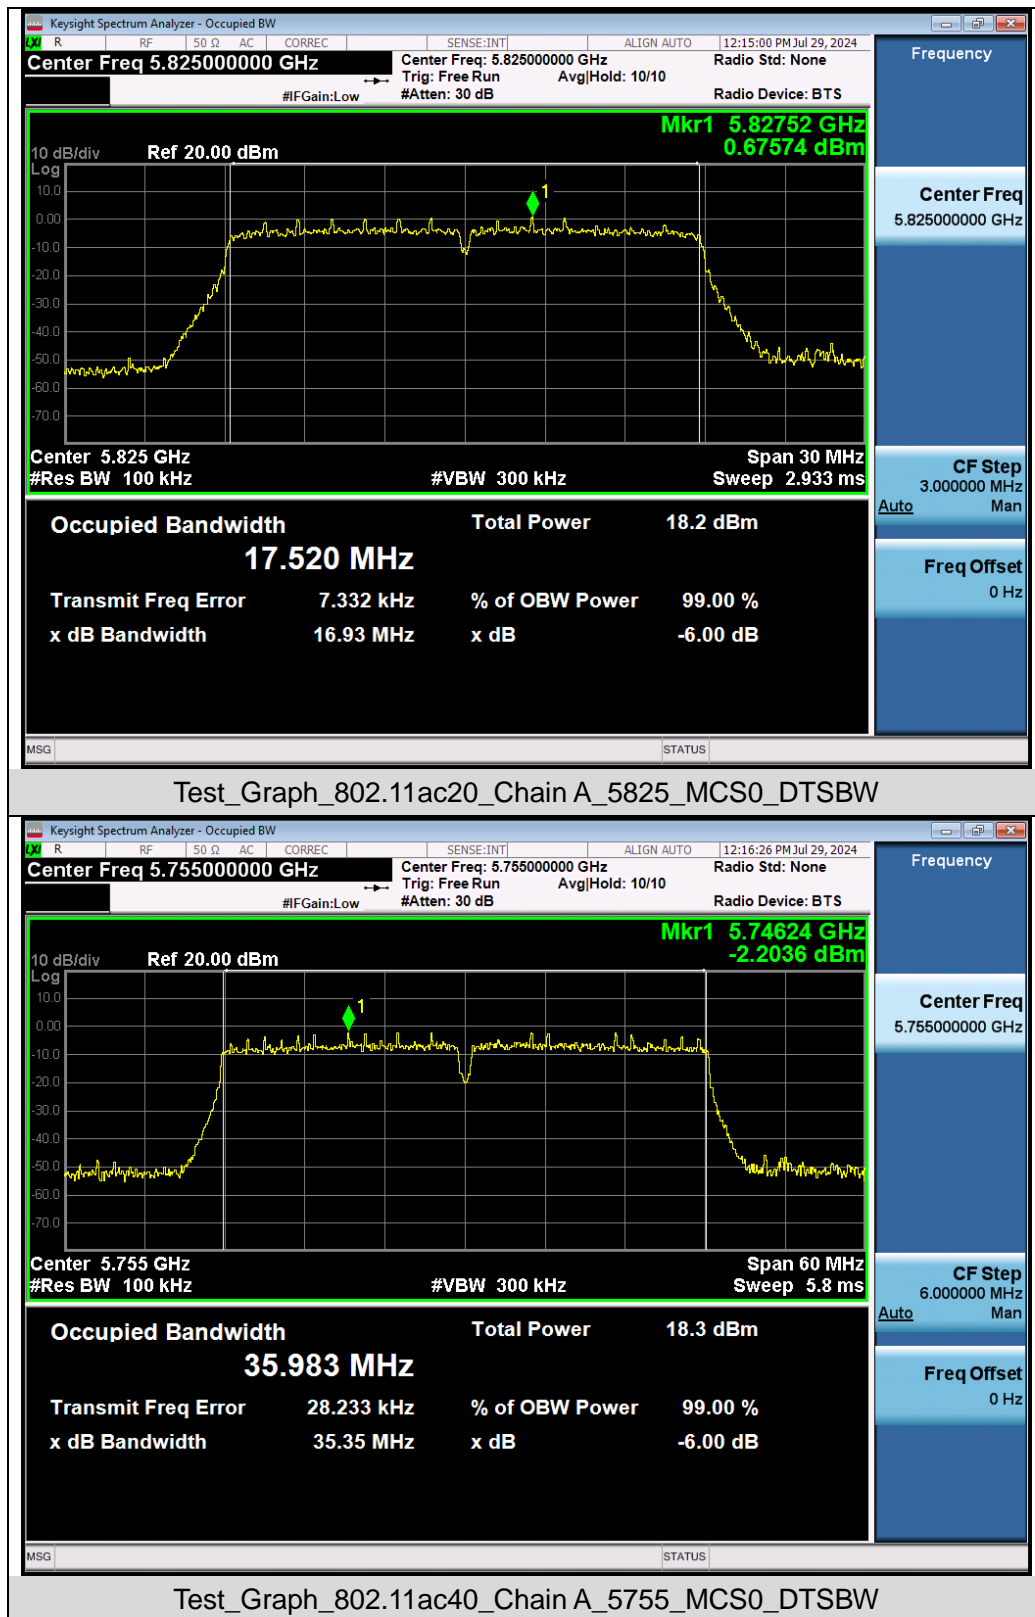 Keysight Spectrum Analyzer - Occupied BW
LXI R RF 50 Ω AC CORREC SENSE:INT ALIGN AUTO 12:15:00 PM Jul 29, 2024
Center Freq 5.825000000 GHz
Center Freq: 5.825000000 GHz
Radio Std: None
Trig: Free Run Avg|Hold: 10/10
#IFGain:Low
#Atten: 30 dB
Radio Device: BTS
Frequency
Mkr1 5.82752 GHz
0.67574 dBm
10 dB/div Ref 20.00 dBm
Log
10.0
0.00
-10.0
-20.0
-30.0
-40.0
-50.0
-60.0
-70.0
1
Center Freq
5.825000000 GHz
Center 5.825 GHz
Span 30 MHz
#Res BW 100 kHz
#VBW 300 kHz
Sweep 2.933 ms
CF Step
3.000000 MHz
Auto Man
Occupied Bandwidth
Total Power 18.2 dBm
17.520 MHz
Freq Offset
0 Hz
Transmit Freq Error 7.332 kHz
% of OBW Power 99.00 %
x dB Bandwidth 16.93 MHz
x dB -6.00 dB
MSG STATUS
Test_Graph_802.11ac20_Chain A_5825_MCS0_DTSBW
Keysight Spectrum Analyzer - Occupied BW
LXI R RF 50 Ω AC CORREC SENSE:INT ALIGN AUTO 12:16:26 PM Jul 29, 2024
Center Freq 5.755000000 GHz
Center Freq: 5.755000000 GHz
Radio Std: None
Trig: Free Run Avg|Hold: 10/10
#IFGain:Low
#Atten: 30 dB
Radio Device: BTS
Frequency
Mkr1 5.74624 GHz
-2.2036 dBm
10 dB/div Ref 20.00 dBm
Log
10.0
0.00
-10.0
-20.0
-30.0
-40.0
-50.0
-60.0
-70.0
1
Center Freq
5.755000000 GHz
Center 5.755 GHz
Span 60 MHz
#Res BW 100 kHz
#VBW 300 kHz
Sweep 5.8 ms
CF Step
6.000000 MHz
Auto Man
Occupied Bandwidth
Total Power 18.3 dBm
35.983 MHz
Freq Offset
0 Hz
Transmit Freq Error 28.233 kHz
% of OBW Power 99.00 %
x dB Bandwidth 35.35 MHz
x dB -6.00 dB
MSG STATUS
Test_Graph_802.11ac40_Chain A_5755_MCS0_DTSBW